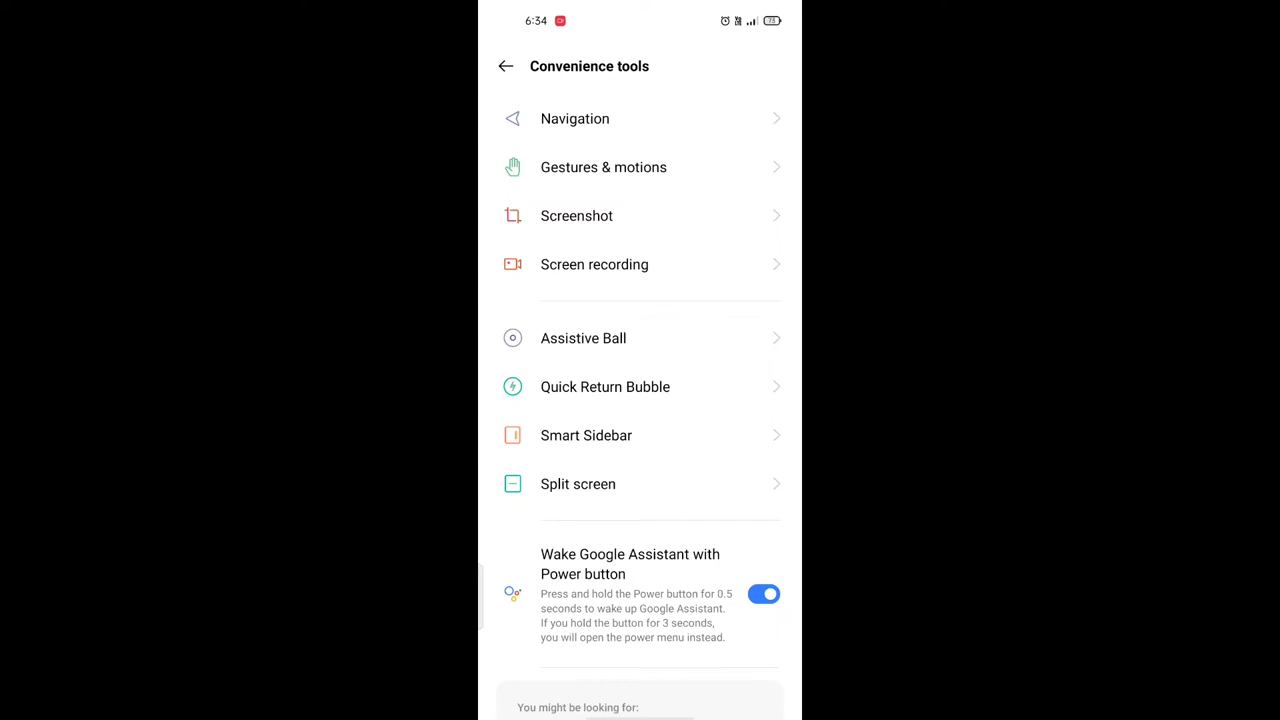 6:34
73
Convenience tools
Navigation
Gestures & motions
Screenshot
Screen recording
Assistive Ball
Quick Return Bubble
Smart Sidebar
Split screen
Wake Google Assistant with
Power button
Press and hold the Power button for 0.5
seconds to wake up Google Assistant.
If you hold the button for 3 seconds,
you will open the power menu instead.
You might be looking for: